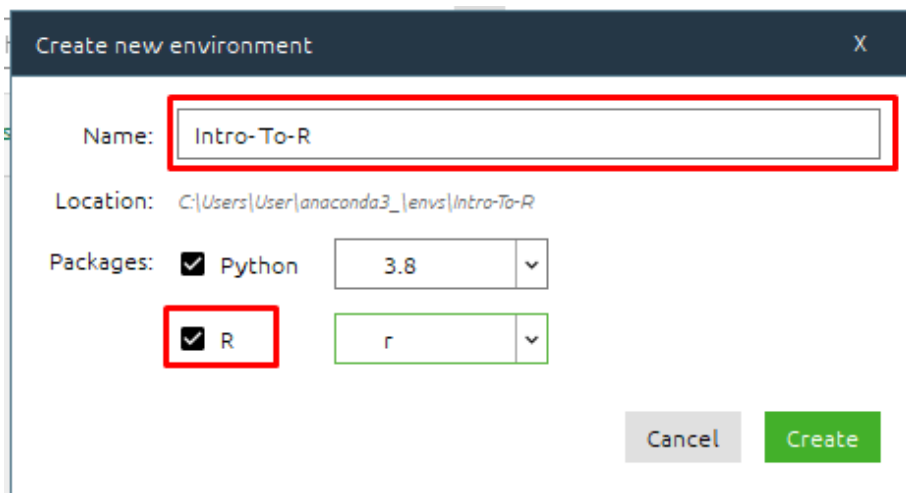 Create new environment X
Name: Intro-To-R
Location: C:\Users\User\anaconda3_\envs\Intro-To-R
Packages: Python 3.8
R r
Cancel Create